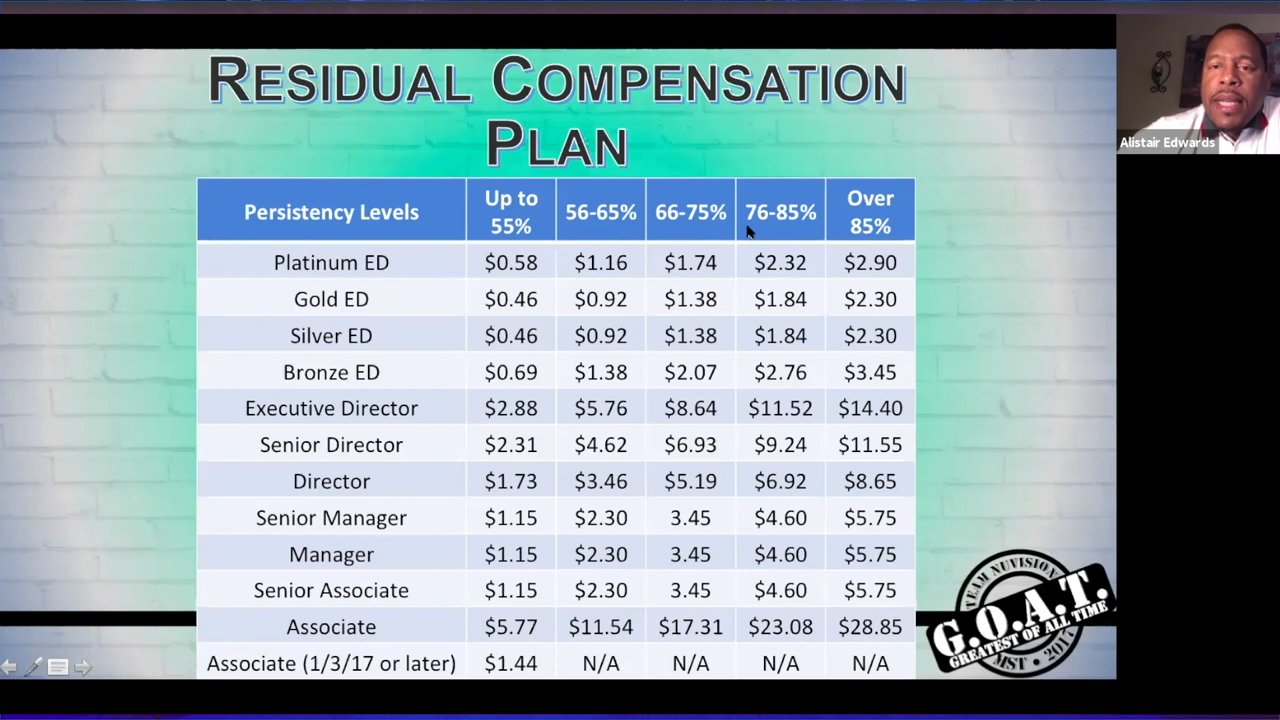 RESIDUAL COMPENSATION
PLAN
Alistair Edwards
Persistency Levels Up to 55% 56-65% 66-75% 76-85% Over 85%
Platinum ED $0.58 $1.16 $1.74 $2.32 $2.90
Gold ED $0.46 $0.92 $1.38 $1.84 $2.30
Silver ED $0.46 $0.92 $1.38 $1.84 $2.30
Bronze ED $0.69 $1.38 $2.07 $2.76 $3.45
Executive Director $2.88 $5.76 $8.64 $11.52 $14.40
Senior Director $2.31 $4.62 $6.93 $9.24 $11.55
Director $1.73 $3.46 $5.19 $6.92 $8.65
Senior Manager $1.15 $2.30 3.45 $4.60 $5.75
Manager $1.15 $2.30 3.45 $4.60 $5.75
Senior Associate $1.15 $2.30 3.45 $4.60 $5.75
Associate $5.77 $11.54 $17.31 $23.08 $28.85
Associate (1/3/17 or later) $1.44 N/A N/A N/A N/A
TEAM NUVISION
G.O.A.T.
GREATEST OF ALL TIME
MST • 2017